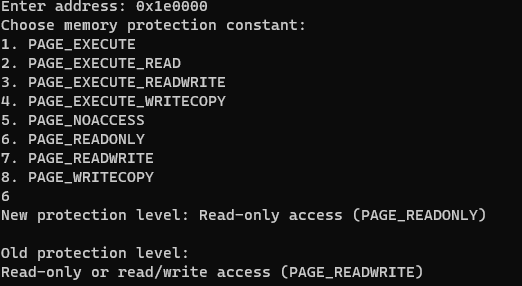 Enter address: 0x1e0000
Choose memory protection constant:
1. PAGE_EXECUTE
2. PAGE_EXECUTE_READ
3. PAGE_EXECUTE_READWRITE
4. PAGE_EXECUTE_WRITECOPY
5. PAGE_NOACCESS
6. PAGE_READONLY
7. PAGE_READWRITE
8. PAGE_WRITECOPY
6
New protection level: Read-only access (PAGE_READONLY)
Old protection level:
Read-only or read/write access (PAGE_READWRITE)